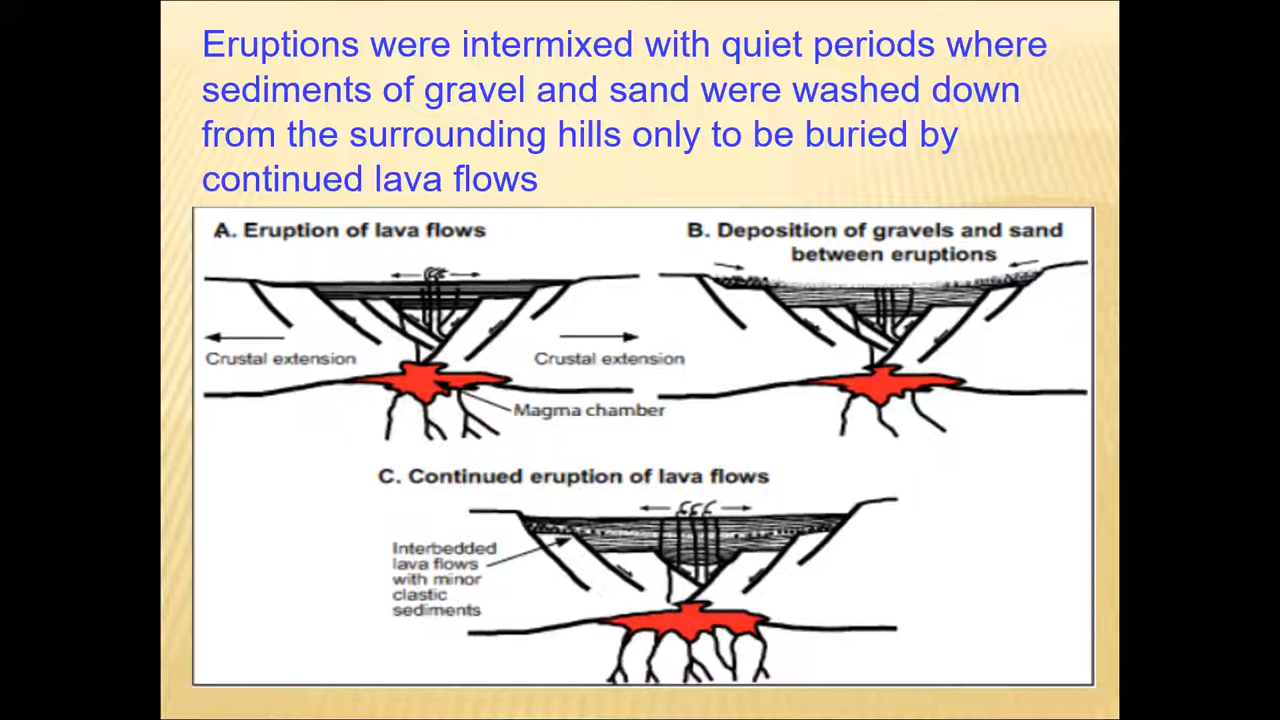 Eruptions were intermixed with quiet periods where
sediments of gravel and sand were washed down
from the surrounding hills only to be buried by
continued lava flows
A. Eruption of lava flows
B. Deposition of gravels and sand
between eruptions
Crustal extension
Crustal extension
Magma chamber
C. Continued eruption of lava flows
Interbedded
lava flows
with minor
clastic
sediments